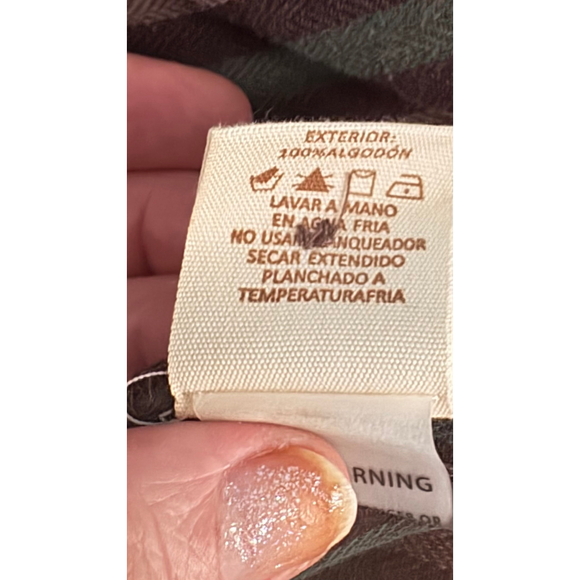 EXTERIOR:
100%ALGODÓN
LAVAR A MANO
EN AGUA FRIA
NO USAR BLANQUEADOR
SECAR EXTENDIDO
PLANCHADO A
TEMPERATURAFRIA
RNING